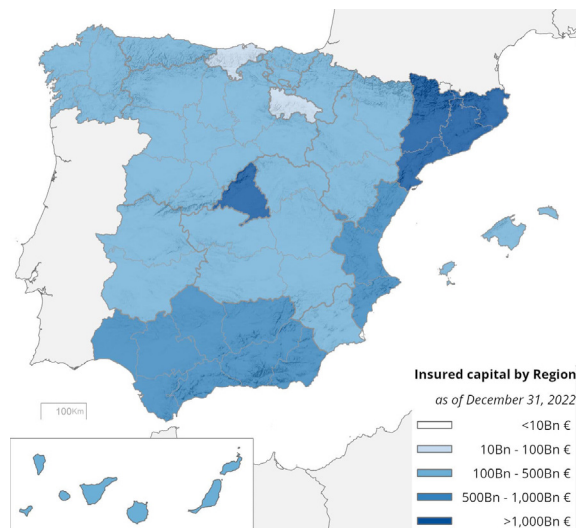 Insured capital by Region
as of December 31, 2022
<10Bn €
10Bn - 100Bn €
100Bn - 500Bn €
500Bn - 1,000Bn €
>1,000Bn €
100Km